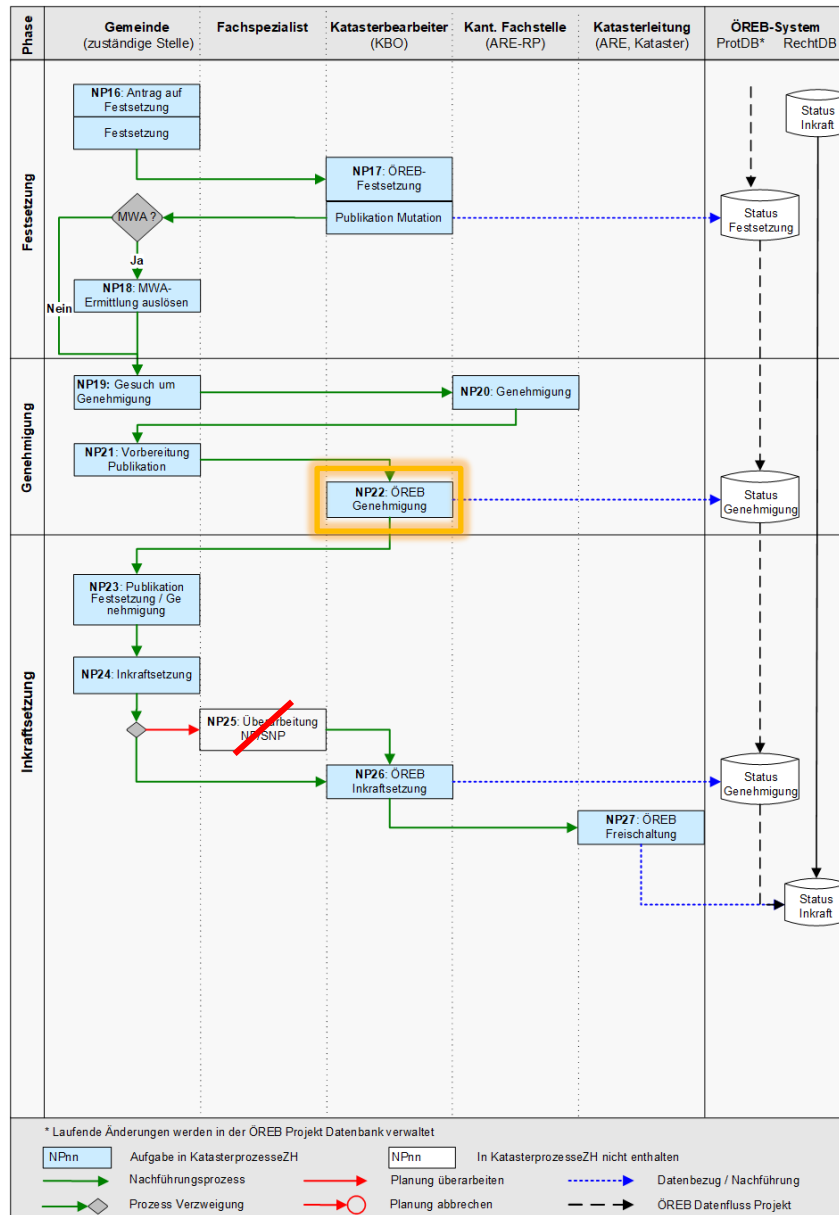 Phase
Gemeinde
(zuständige Stelle)
Fachspezialist
Katasterbearbeiter
(KBO)
Kant. Fachstelle
(ARE-RP)
Katasterleitung
(ARE, Kataster)
ÖREB-System
ProtDB* RechtDB
Festsetzung
NP16: Antrag auf
Festsetzung
Festsetzung
Status
Inkraft
NP17: ÖREB-
Festsetzung
Publikation Mutation
MWA ?
Status
Festsetzung
Ja
NP18: MWA-
Ermittlung auslösen
Nein
Genehmigung
NP19: Gesuch um
Genehmigung
NP20: Genehmigung
NP21: Vorbereitung
Publikation
NP22: ÖREB
Genehmigung
Status
Genehmigung
Inkraftsetzung
NP23: Publikation
Festsetzung / Ge
nehmigung
NP24: Inkraftsetzung
NP25: Überarbeitung
NP/SNP
NP26: ÖREB
Inkraftsetzung
Status
Genehmigung
NP27: ÖREB
Freischaltung
Status
Inkraft
* Laufende Änderungen werden in der ÖREB Projekt Datenbank verwaltet
NPnn Aufgabe in KatasterprozesseZH NPnn In KatasterprozesseZH nicht enthalten
Nachführungsprozess Planung überarbeiten Datenbezug / Nachführung
Prozess Verzweigung Planung abbrechen ÖREB Datenfluss Projekt